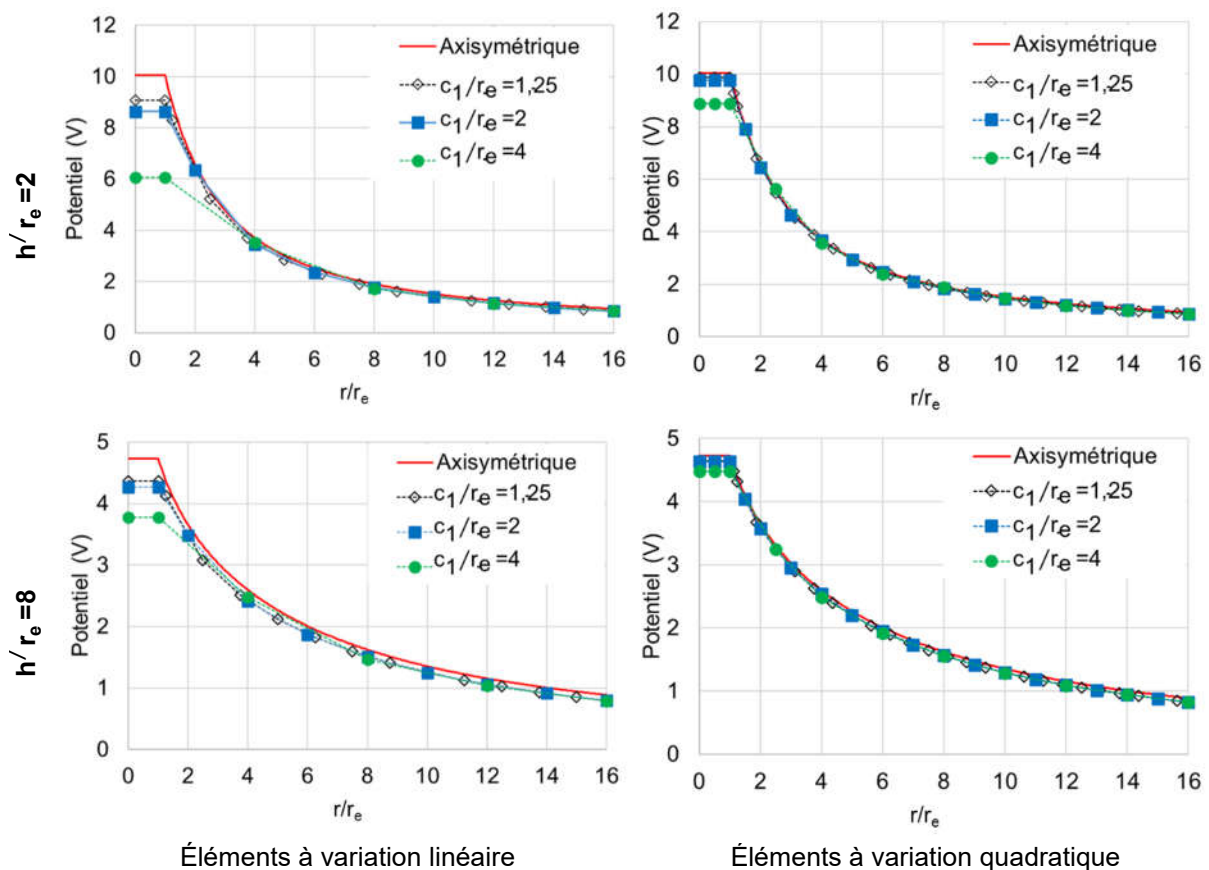 h/ re =2
Potentiel (V)
12
10
8
6
4
2
0
0 2 4 6 8 10 12 14 16
r/re
Axisymétrique
c1/re =1,25
c1/re =2
c1/re =4
Potentiel (V)
12
10
8
6
4
2
0
0 2 4 6 8 10 12 14 16
r/re
Axisymétrique
c1/re =1,25
c1/re =2
c1/re =4
h/ re =8
Potentiel (V)
5
4
3
2
1
0
0 2 4 6 8 10 12 14 16
r/re
Axisymétrique
c1/re =1,25
c1/re =2
c1/re =4
Potentiel (V)
5
4
3
2
1
0
0 2 4 6 8 10 12 14 16
r/re
Axisymétrique
c1/re =1,25
c1/re =2
c1/re =4
Éléments à variation linéaire
Éléments à variation quadratique